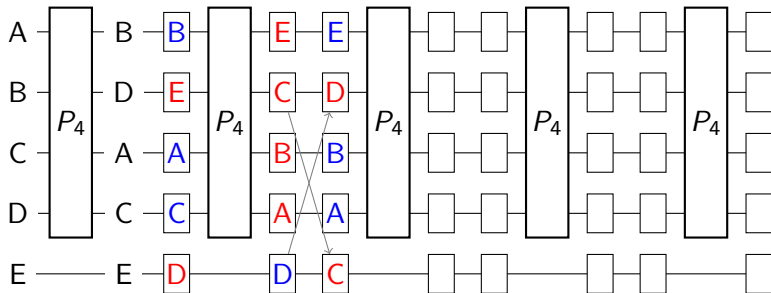 A B B E E
B D E C D
P₄ P₄ P₄ P₄ P₄
C A A B B
D C C A A
E E D D C